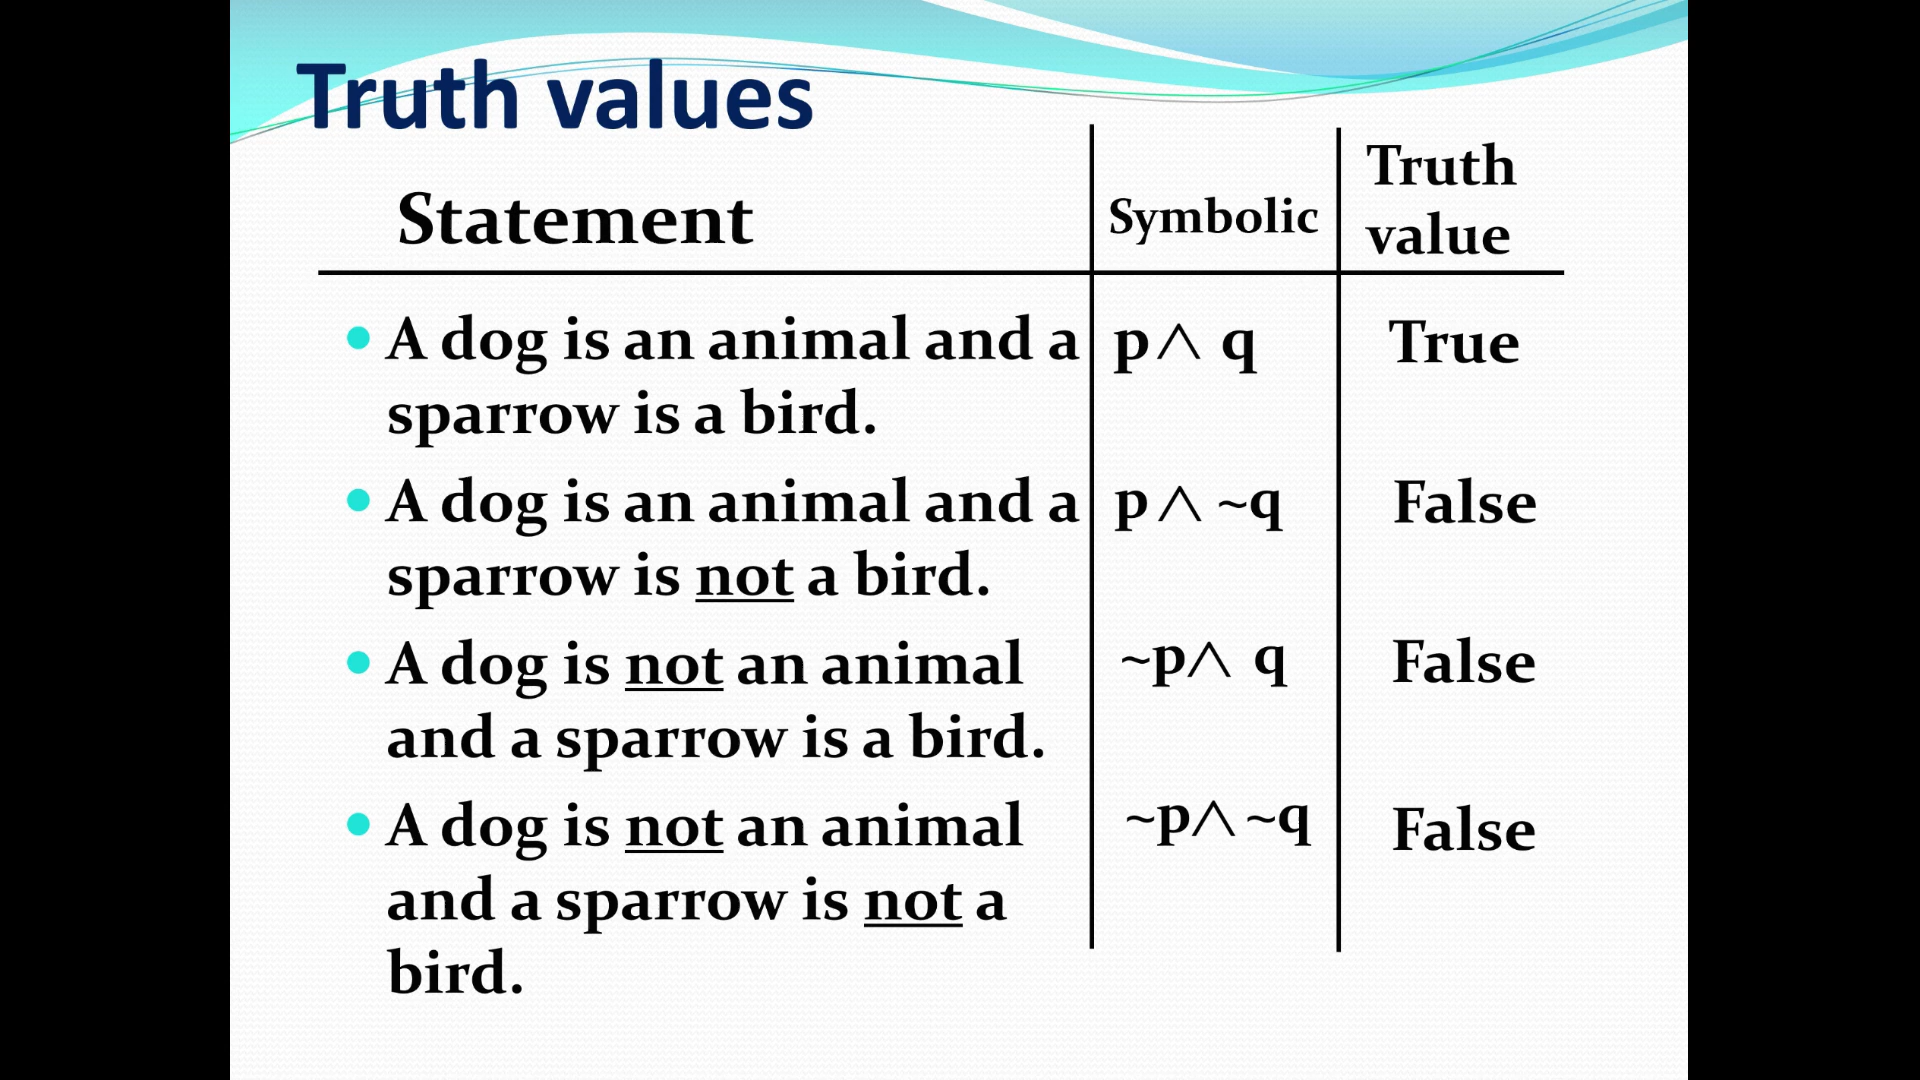 Truth values
Statement
Symbolic
Truth
value
A dog is an animal and a
sparrow is a bird.
p∧ q
True
A dog is an animal and a
sparrow is not a bird.
p ∧ ~q
False
A dog is not an animal
and a sparrow is a bird.
~p∧ q
False
A dog is not an animal
and a sparrow is not a
bird.
~p∧ ~q
False